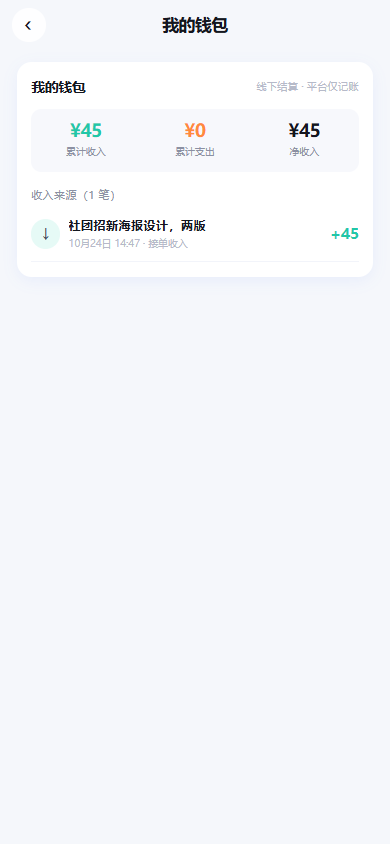 我的钱包
我的钱包 线下结算 · 平台仅记账
¥45 ¥0 ¥45
累计收入 累计支出 净收入
收入来源（1 笔）
↓ 社团招新海报设计，两版 +45
10月24日 14:47 · 接单收入